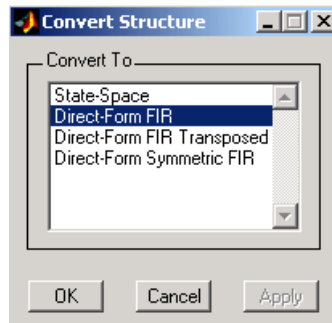 Convert Structure
Convert To
State-Space
Direct-Form FIR
Direct-Form FIR Transposed
Direct-Form Symmetric FIR
OK Cancel Apply